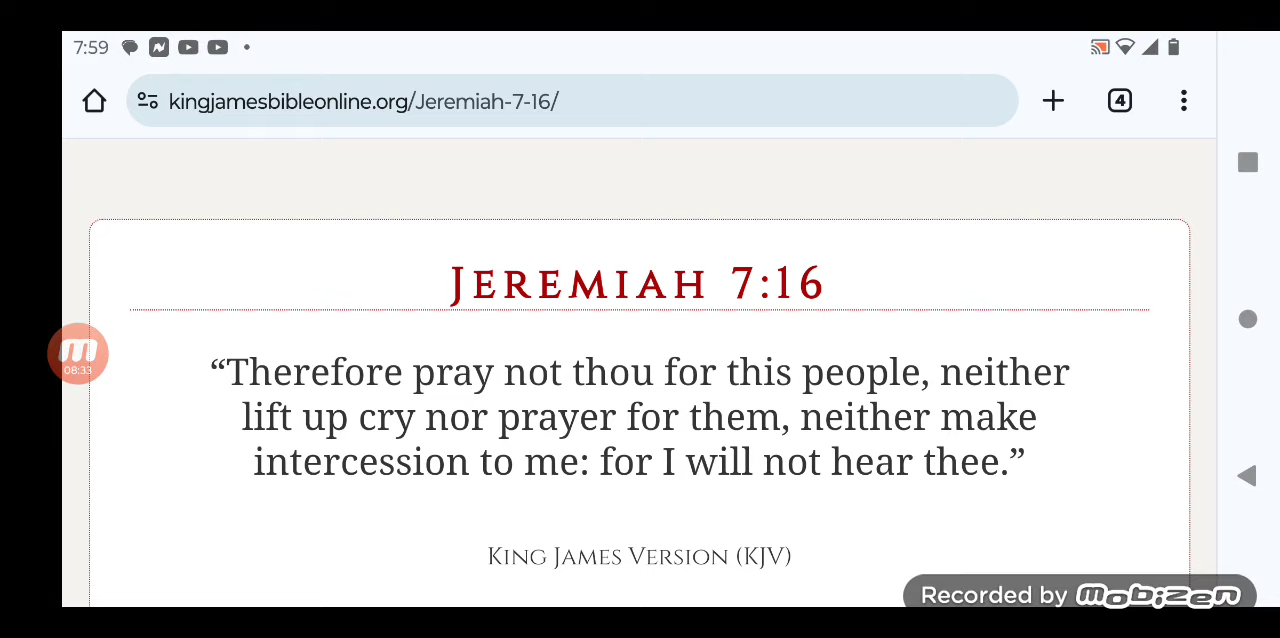 7:59
kingjamesbibleonline.org/Jeremiah-7-16/
4
JEREMIAH 7:16
“Therefore pray not thou for this people, neither
lift up cry nor prayer for them, neither make
intercession to me: for I will not hear thee.”
08:33
KING JAMES VERSION (KJV)
Recorded by mobizen